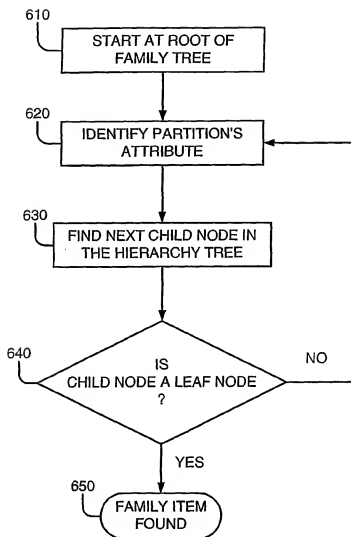 610
START AT ROOT OF
FAMILY TREE
620
IDENTIFY PARTITION'S
ATTRIBUTE
630
FIND NEXT CHILD NODE IN
THE HIERARCHY TREE
640
IS
CHILD NODE A LEAF NODE
?
NO
YES
650
FAMILY ITEM
FOUND